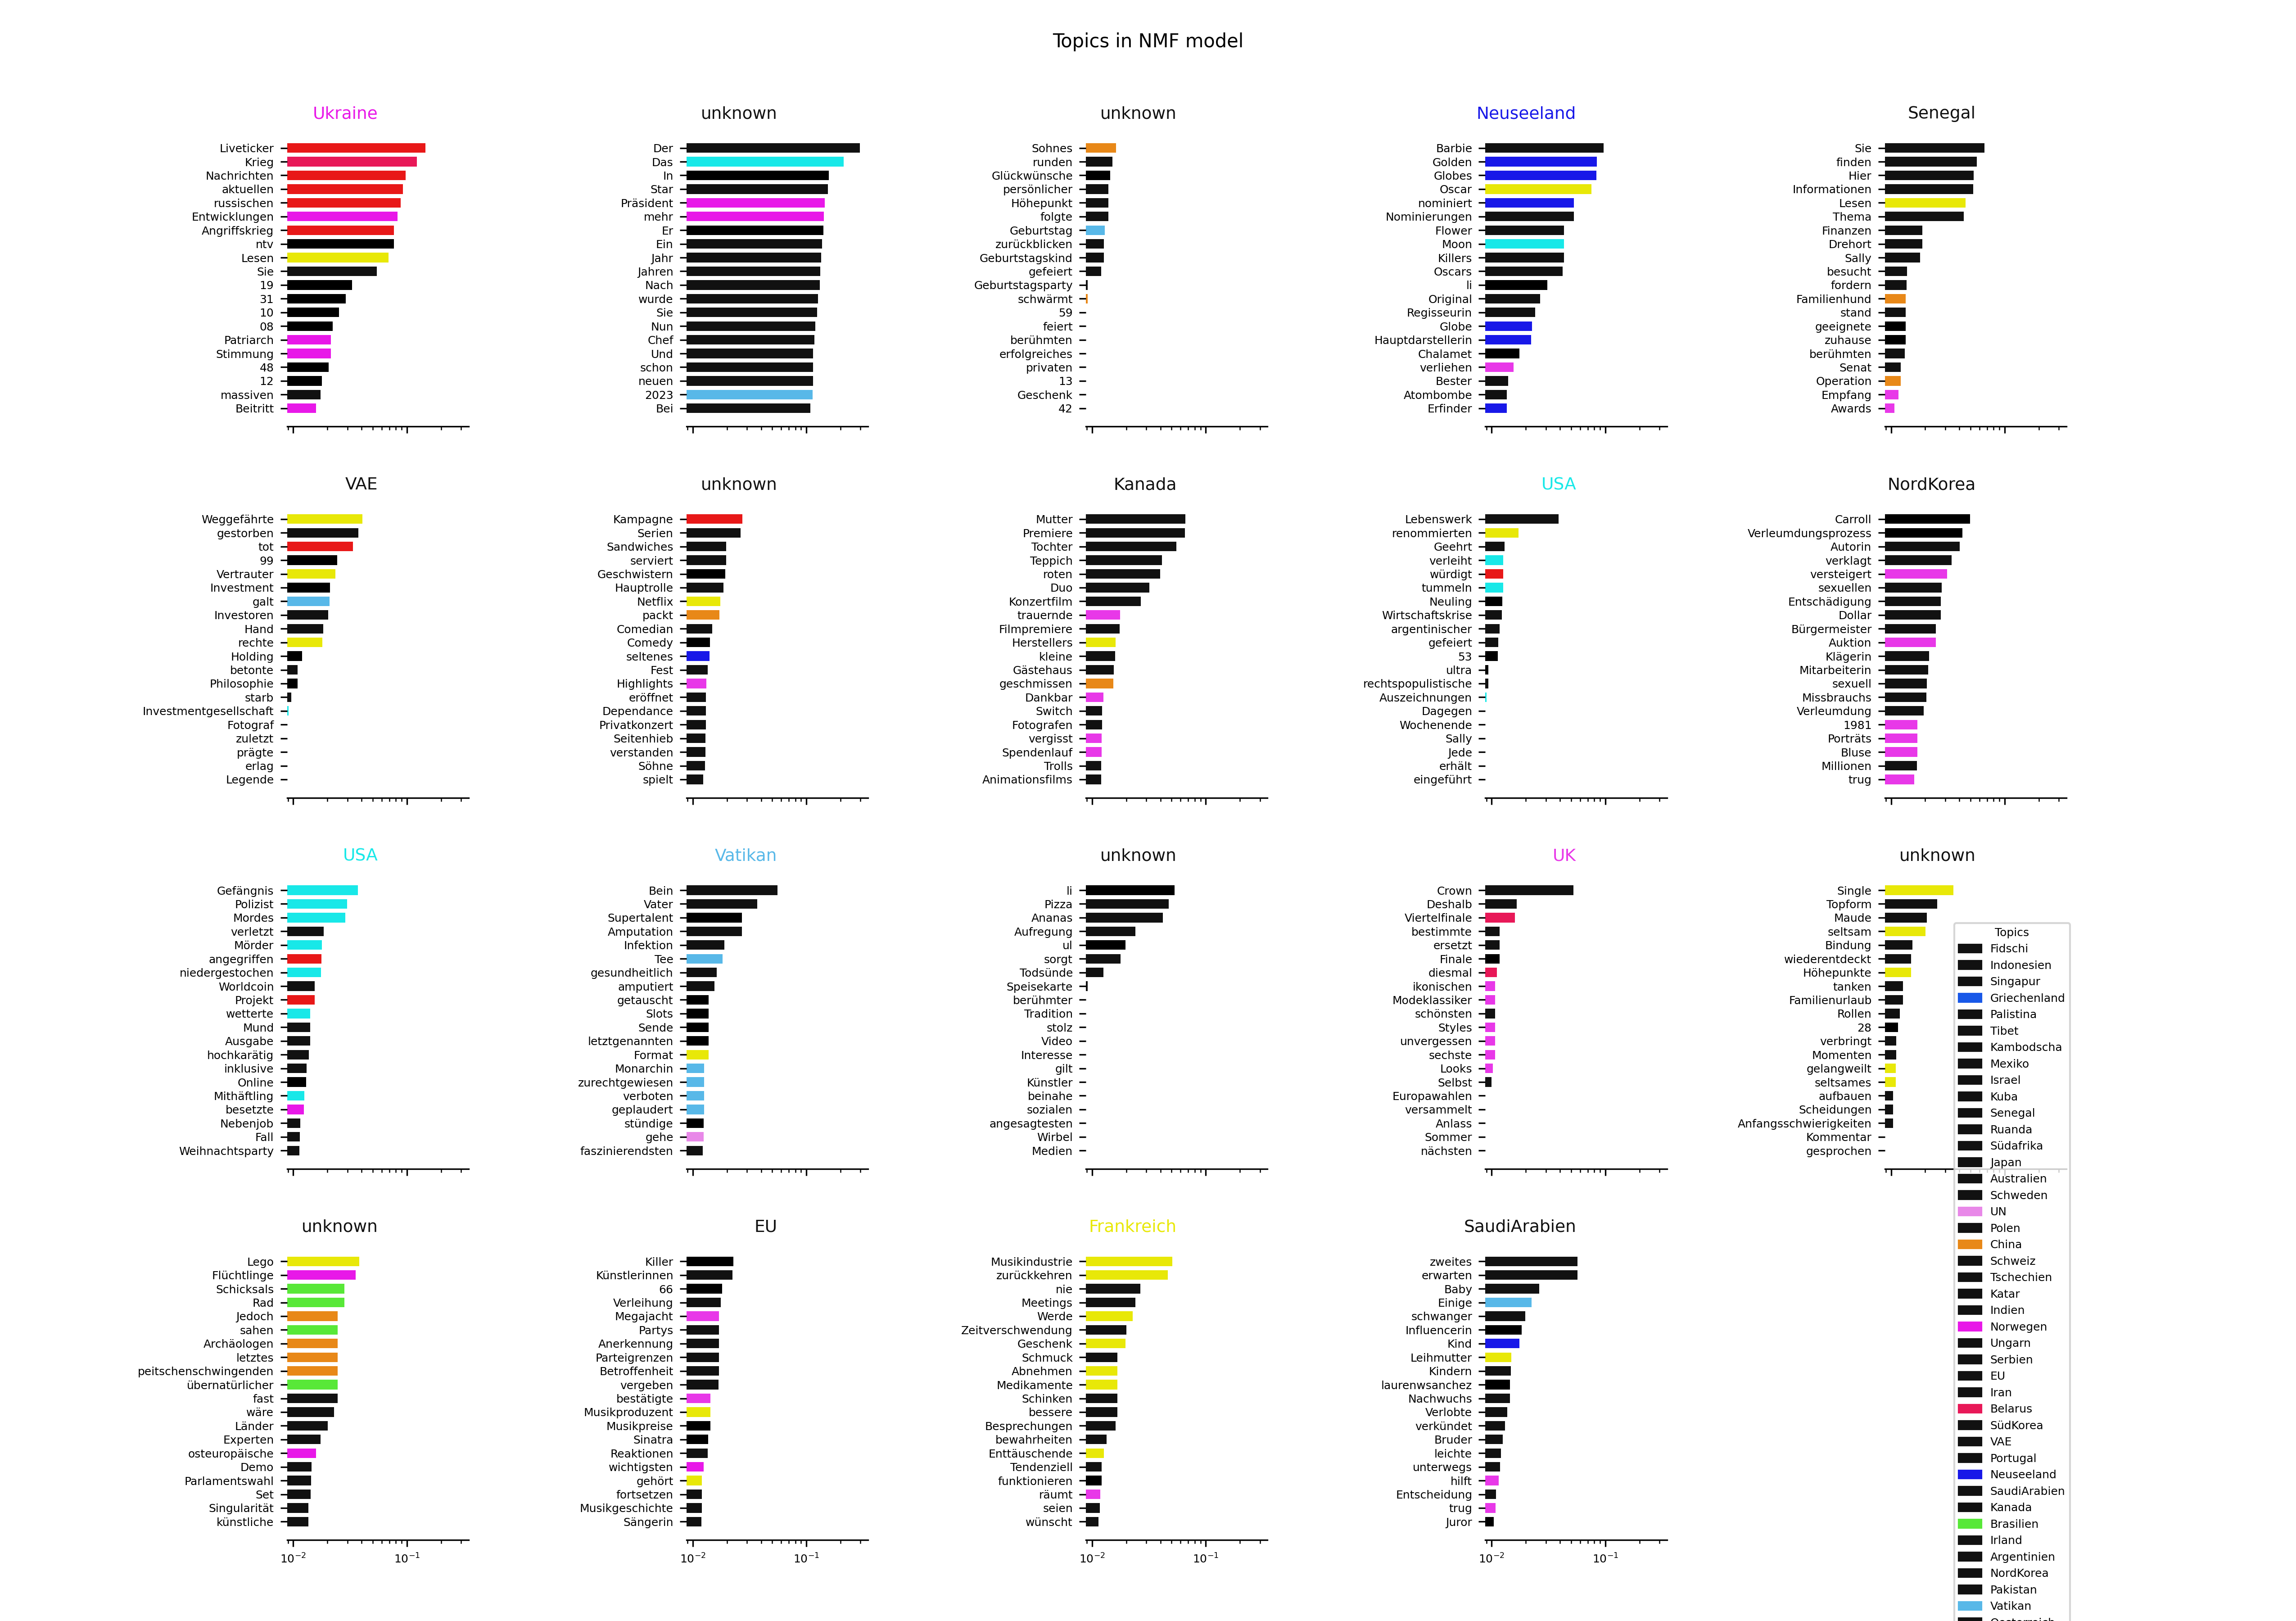 Topics in NMF model
Ukraine
Liveticker
Krieg
Nachrichten
aktuellen
russischen
Entwicklungen
Angriffskrieg
ntv
Lesen
Sie
19
31
10
08
Patriarch
Stimmung
48
12
massiven
Beitritt
unknown
Der
Das
In
Star
Präsident
mehr
Er
Ein
Jahr
Jahren
Nach
wurde
Sie
Nun
Chef
Und
schon
neuen
2023
Bei
unknown
Sohnes
runden
Glückwünsche
persönlicher
Höhepunkt
folgte
Geburtstag
zurückblicken
Geburtstagskind
gefeiert
Geburtstagsparty
schwärmt
59
feiert
berühmten
erfolgreiches
privaten
13
Geschenk
42
Neuseeland
Barbie
Golden
Globes
Oscar
nominiert
Nominierungen
Flower
Moon
Killers
Oscars
li
Original
Regisseurin
Globe
Hauptdarstellerin
Chalamet
verliehen
Bester
Atombombe
Erfinder
Senegal
Sie
finden
Hier
Informationen
Lesen
Thema
Finanzen
Drehort
Sally
besucht
fordern
Familienhund
stand
geeignete
zuhause
berühmten
Senat
Operation
Empfang
Awards
VAE
Weggefährte
gestorben
tot
99
Vertrauter
Investment
galt
Investoren
Hand
rechte
Holding
betonte
Philosophie
starb
Investmentgesellschaft
Fotograf
zuletzt
prägte
erlag
Legende
unknown
Kampagne
Serien
Sandwiches
serviert
Geschwistern
Hauptrolle
Netflix
packt
Comedian
Comedy
seltenes
Fest
Highlights
eröffnet
Dependance
Privatkonzert
Seitenhieb
verstanden
Söhne
spielt
Kanada
Mutter
Premiere
Tochter
Teppich
roten
Duo
Konzertfilm
trauernde
Filmpremiere
Herstellers
kleine
Gästehaus
geschmissen
Dankbar
Switch
Fotografen
vergisst
Spendenlauf
Trolls
Animationsfilms
USA
Lebenswerk
renommierten
Geehrt
verleiht
würdigt
tummeln
Neuling
Wirtschaftskrise
argentinischer
gefeiert
53
ultra
rechtspopulistische
Auszeichnungen
Dagegen
Wochenende
Sally
Jede
erhält
eingeführt
NordKorea
Carroll
Verleumdungsprozess
Autorin
verklagt
versteigert
sexuellen
Entschädigung
Dollar
Bürgermeister
Auktion
Klägerin
Mitarbeiterin
sexuell
Missbrauchs
Verleumdung
1981
Porträts
Bluse
Millionen
trug
USA
Gefängnis
Polizist
Mordes
verletzt
Mörder
angegriffen
niedergestochen
Worldcoin
Projekt
wetterte
Mund
Ausgabe
hochkarätig
inklusive
Online
Mithäftling
besetzte
Nebenjob
Fall
Weihnachtsparty
Vatikan
Bein
Vater
Supertalent
Amputation
Infektion
Tee
gesundheitlich
amputiert
getauscht
Slots
Sende
letztgenannten
Format
Monarchin
zurechtgewiesen
verboten
geplaudert
stündige
gehe
faszinierendsten
unknown
li
Pizza
Ananas
Aufregung
ul
sorgt
Todsünde
Speisekarte
berühmter
Tradition
stolz
Video
Interesse
gilt
Künstler
beinahe
sozialen
angesagtesten
Wirbel
Medien
UK
Crown
Deshalb
Viertelfinale
bestimmte
ersetzt
Finale
diesmal
ikonischen
Modeklassiker
schönsten
Styles
unvergessen
sechste
Looks
Selbst
Europawahlen
versammelt
Anlass
Sommer
nächsten
unknown
Single
Topform
Maude
seltsam
Bindung
wiederentdeckt
Höhepunkte
tanken
Familienurlaub
Rollen
28
verbringt
Momenten
gelangweilt
seltsames
aufbauen
Scheidungen
Anfangsschwierigkeiten
Kommentar
gesprochen
unknown
Lego
Flüchtlinge
Schicksals
Rad
Jedoch
sahen
Archäologen
letztes
peitschenschwingenden
übernatürlicher
fast
wäre
Länder
Experten
osteuropäische
Demo
Parlamentswahl
Set
Singularität
künstliche
10⁻² 10⁻¹
EU
Killer
Künstlerinnen
66
Verleihung
Megajacht
Partys
Anerkennung
Parteigrenzen
Betroffenheit
vergeben
bestätigte
Musikproduzent
Musikpreise
Sinatra
Reaktionen
wichtigsten
gehört
fortsetzen
Musikgeschichte
Sängerin
10⁻² 10⁻¹
Frankreich
Musikindustrie
zurückkehren
nie
Meetings
Werde
Zeitverschwendung
Geschenk
Schmuck
Abnehmen
Medikamente
Schinken
bessere
Besprechungen
bewahrheiten
Enttäuschende
Tendenziell
funktionieren
räumt
seien
wünscht
10⁻² 10⁻¹
SaudiArabien
zweites
erwarten
Baby
Einige
schwanger
Influencerin
Kind
Leihmutter
Kindern
laurenwsanchez
Nachwuchs
Verlobte
verkündet
Bruder
leichte
unterwegs
hilft
Entscheidung
trug
Juror
10⁻² 10⁻¹
Topics
Fidschi
Indonesien
Singapur
Griechenland
Palistina
Tibet
Kambodscha
Mexiko
Israel
Kuba
Senegal
Ruanda
Südafrika
Japan
Australien
Schweden
UN
Polen
China
Schweiz
Tschechien
Katar
Indien
Norwegen
Ungarn
Serbien
EU
Iran
Belarus
SüdKorea
VAE
Portugal
Neuseeland
SaudiArabien
Kanada
Brasilien
Irland
Argentinien
NordKorea
Pakistan
Vatikan